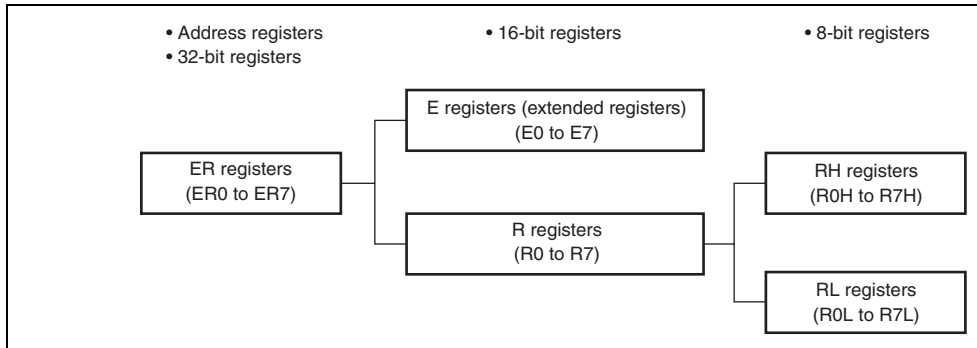 • Address registers
• 32-bit registers
• 16-bit registers
• 8-bit registers
E registers (extended registers)
(E0 to E7)
ER registers
(ER0 to ER7)
RH registers
(R0H to R7H)
R registers
(R0 to R7)
RL registers
(R0L to R7L)